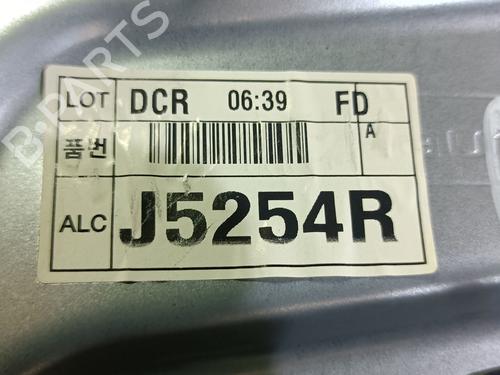 LOT DCR 06:39 FD
품번 A
ALC J5254R
B-PARTS